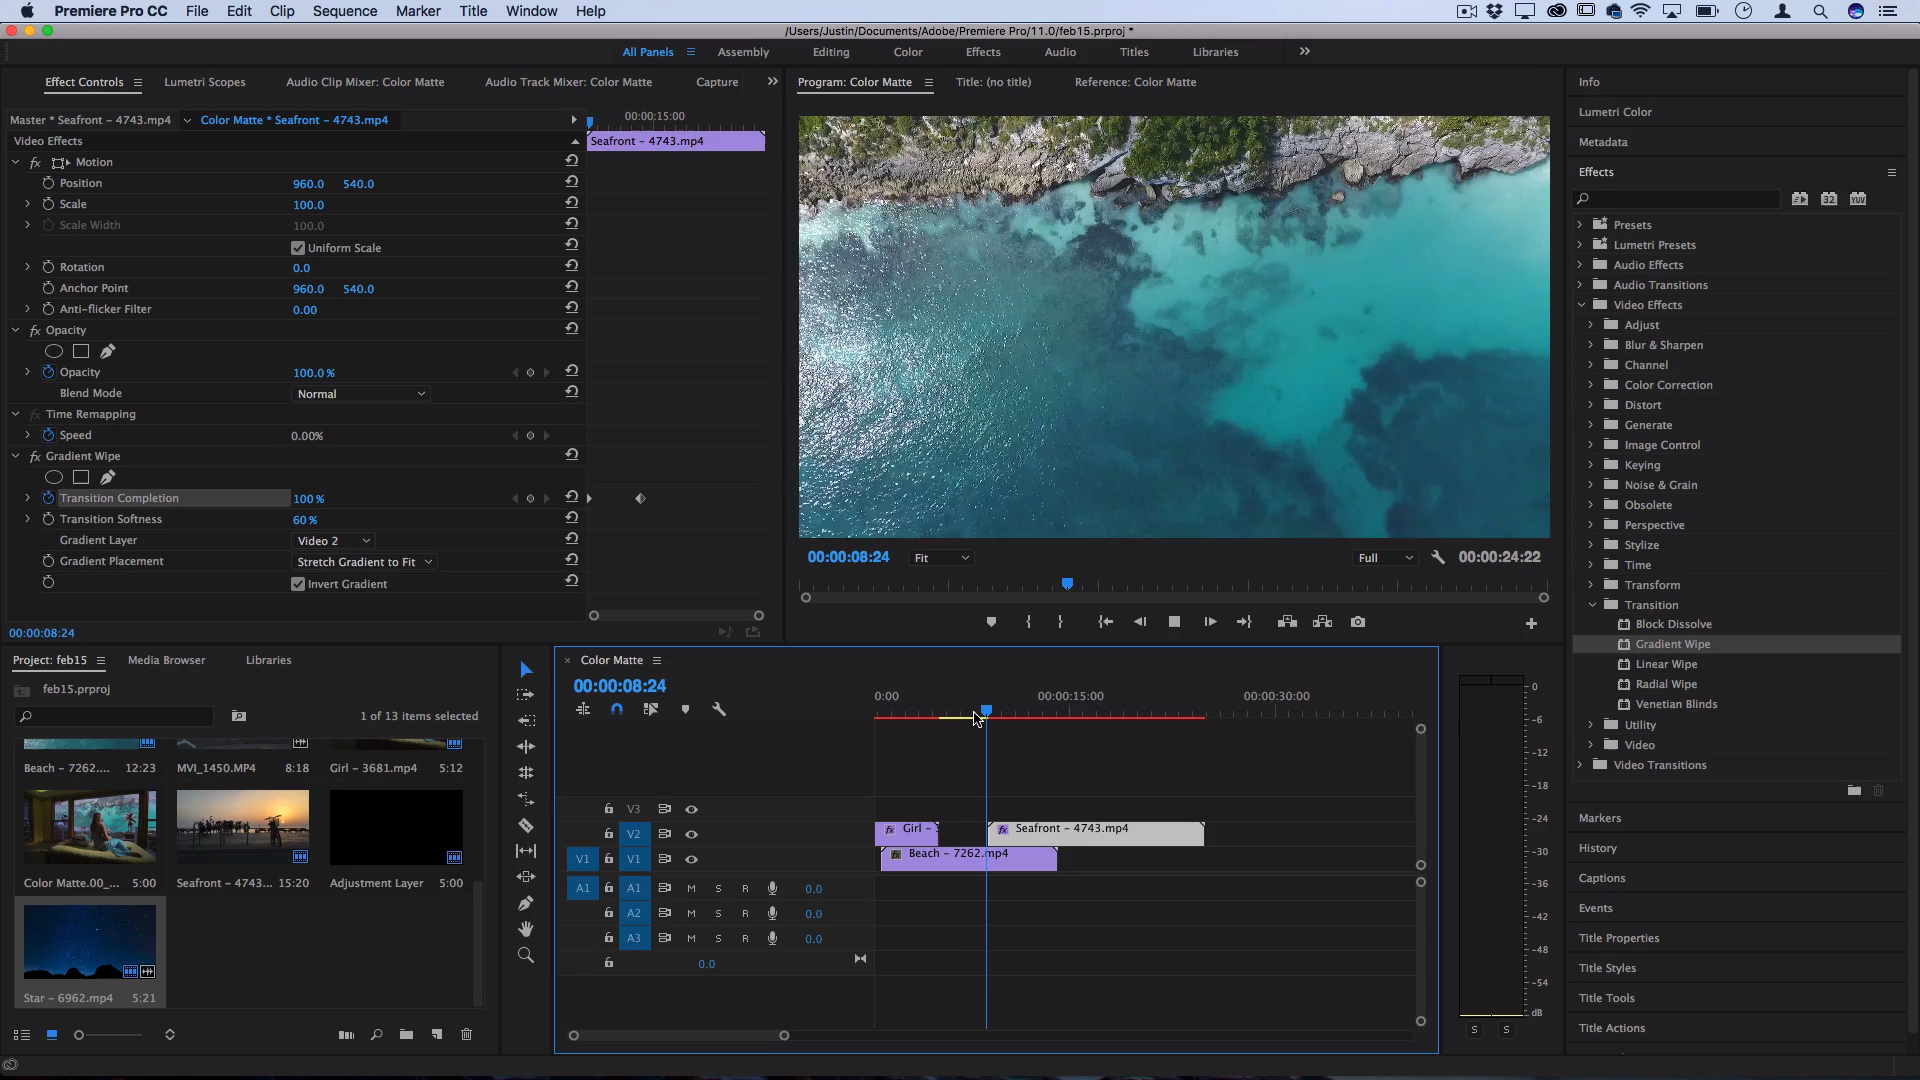 Premiere Pro CC File Edit Clip Sequence Marker Title Window Help
/Users/Justin/Documents/Adobe/Premiere Pro/11.0/feb15.prproj *
All Panels Assembly Editing Color Effects Audio Titles Libraries
Effect Controls Lumetri Scopes Audio Clip Mixer: Color Matte Audio Track Mixer: Color Matte Capture
Master * Seafront - 4743.mp4 Color Matte * Seafront - 4743.mp4
00:00:15:00
Video Effects
Seafront - 4743.mp4
fx Motion
Position 960.0 540.0
Scale 100.0
Scale Width 100.0
Uniform Scale
Rotation 0.0
Anchor Point 960.0 540.0
Anti-flicker Filter 0.00
fx Opacity
Opacity 100.0 %
Blend Mode Normal
fx Time Remapping
Speed 0.00%
fx Gradient Wipe
Transition Completion 100 %
Transition Softness 60 %
Gradient Layer Video 2
Gradient Placement Stretch Gradient to Fit
Invert Gradient
00:00:08:24
Program: Color Matte Title: (no title) Reference: Color Matte
00:00:08:24 Fit Full 00:00:24:22
Info
Lumetri Color
Metadata
Effects
32 YUV
Presets
Lumetri Presets
Audio Effects
Audio Transitions
Video Effects
Adjust
Blur & Sharpen
Channel
Color Correction
Distort
Generate
Image Control
Keying
Noise & Grain
Obsolete
Perspective
Stylize
Time
Transform
Transition
Block Dissolve
Gradient Wipe
Linear Wipe
Radial Wipe
Venetian Blinds
Utility
Video
Video Transitions
Markers
History
Captions
Events
Title Properties
Title Styles
Title Tools
Title Actions
Project: feb15 Media Browser Libraries
feb15.prproj
1 of 13 items selected
Beach - 7262.... 12:23 MVI_1450.MP4 8:18 Girl - 3681.mp4 5:12
Color Matte.00_... 5:00 Seafront - 4743... 15:20 Adjustment Layer 5:00
Star - 6962.mp4 5:21
× Color Matte
00:00:08:24
0:00 00:00:15:00 00:00:30:00
V3
V2
fx Girl - fx Seafront - 4743.mp4
V1 V1
fx Beach - 7262.mp4
A1 A1 M S R 0.0
A2 M S R 0.0
A3 M S R 0.0
0.0
0
-6
-12
-18
-24
-30
-36
-42
-48
-54
dB
S S